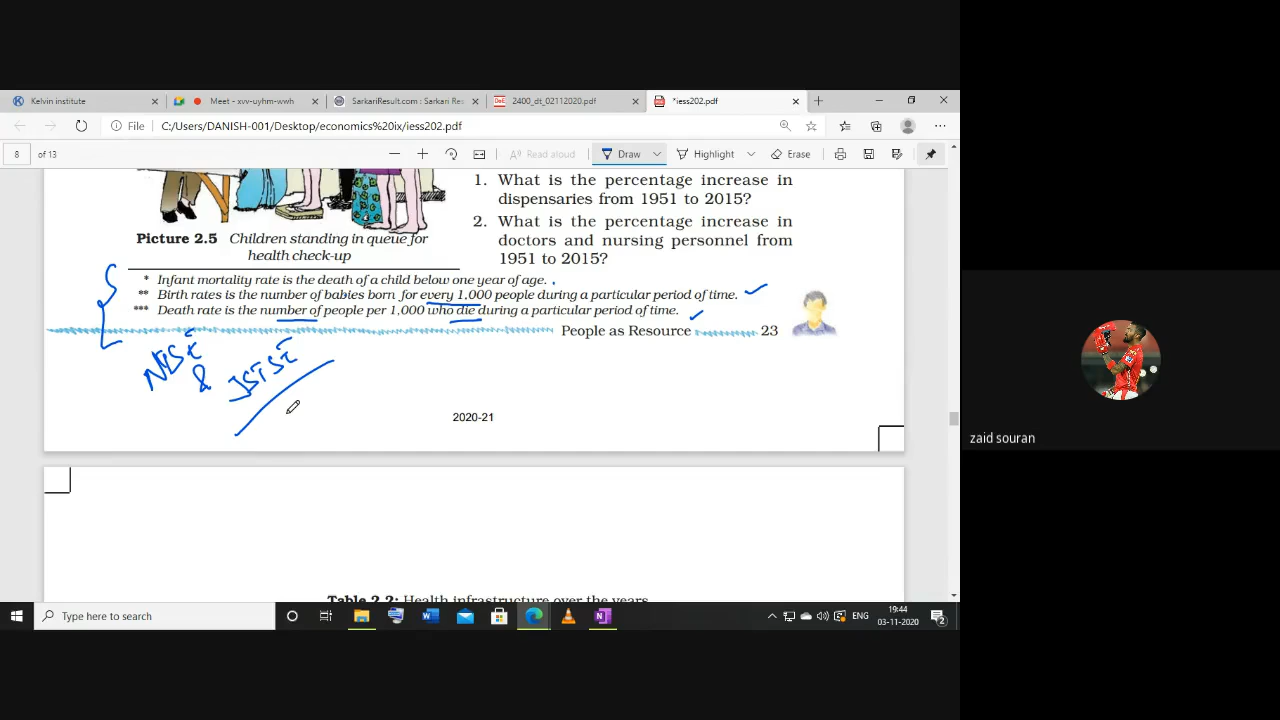 Kelvin institute
Meet - xvv-uyhm-wwh
SarkariResult.com : Sarkari Res
2400_dt_02112020.pdf
*iess202.pdf
File
C:/Users/DANISH-001/Desktop/economics%20ix/iess202.pdf
8
of 13
Read aloud
Draw
Highlight
Erase
1. What is the percentage increase in
dispensaries from 1951 to 2015?
2. What is the percentage increase in
doctors and nursing personnel from
1951 to 2015?
Picture 2.5 Children standing in queue for
health check-up
* Infant mortality rate is the death of a child below one year of age.
** Birth rates is the number of babies born for every 1,000 people during a particular period of time.
*** Death rate is the number of people per 1,000 who die during a particular period of time.
People as Resource 23
&
JSTSE
2020-21
zaid souran
Table 2.2: Health infrastructure over the years
Type here to search
ENG
19:44
03-11-2020
2